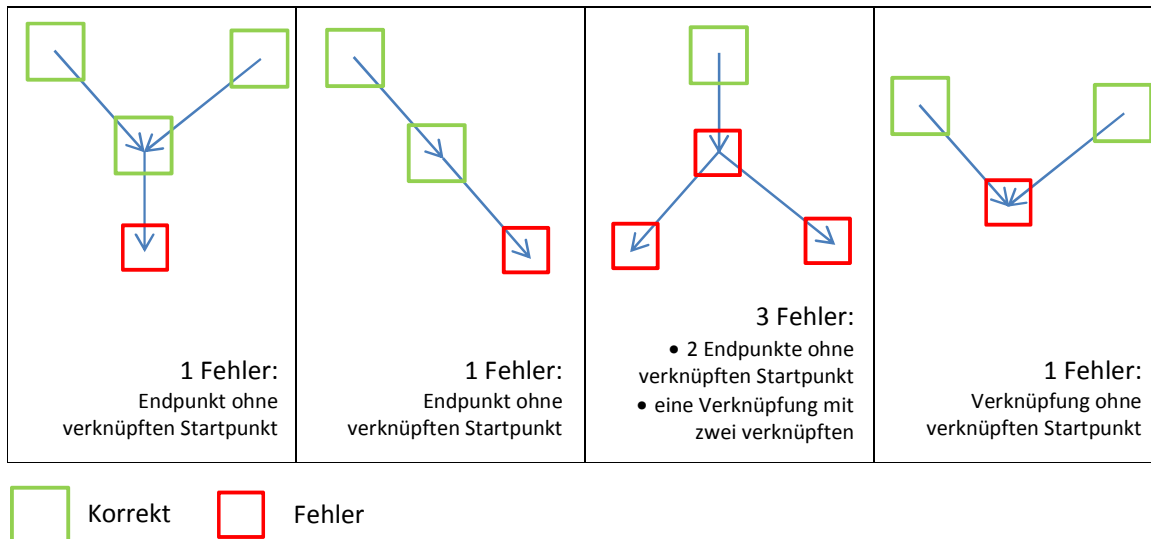 1 Fehler:
Endpunkt ohne
verknüpften Startpunkt
1 Fehler:
Endpunkt ohne
verknüpften Startpunkt
3 Fehler:
• 2 Endpunkte ohne
verknüpften Startpunkt
• eine Verknüpfung mit
zwei verknüpften
1 Fehler:
Verknüpfung ohne
verknüpften Startpunkt
Korrekt
Fehler